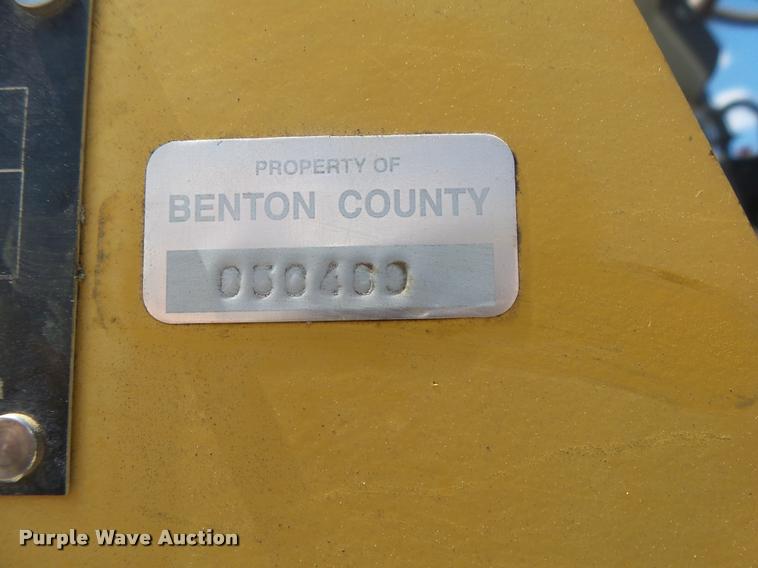 PROPERTY OF
BENTON COUNTY
Purple Wave Auction